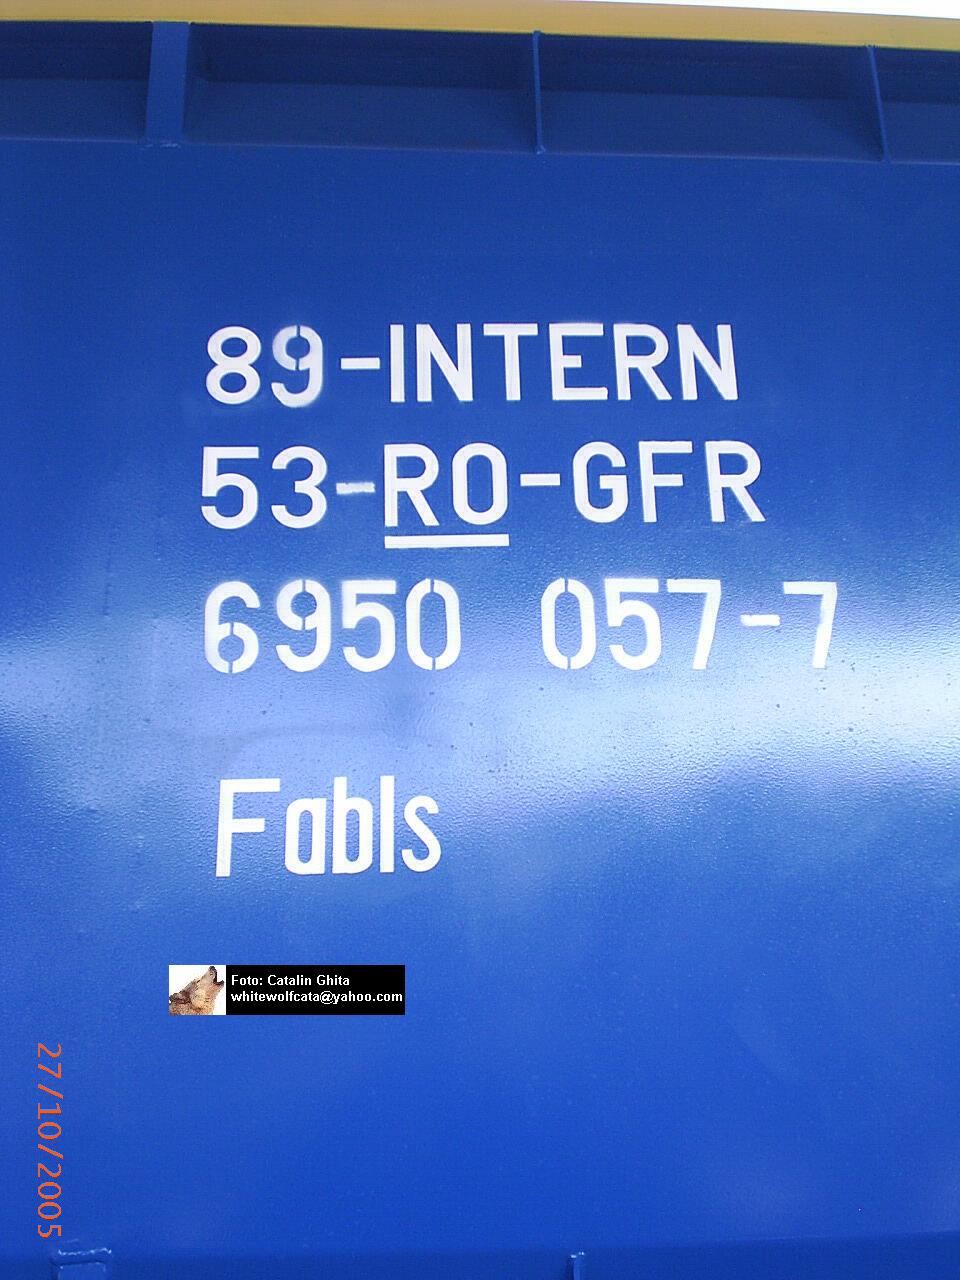 89-INTERN
53-RO-GFR
6950 057-7
Fabls
Foto: Catalin Ghita
whitewolfcata@yahoo.com
27/10/2005